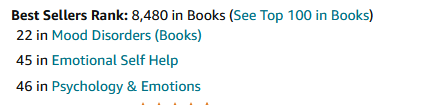 Best Sellers Rank: 8,480 in Books (See Top 100 in Books)
22 in Mood Disorders (Books)
45 in Emotional Self Help
46 in Psychology & Emotions